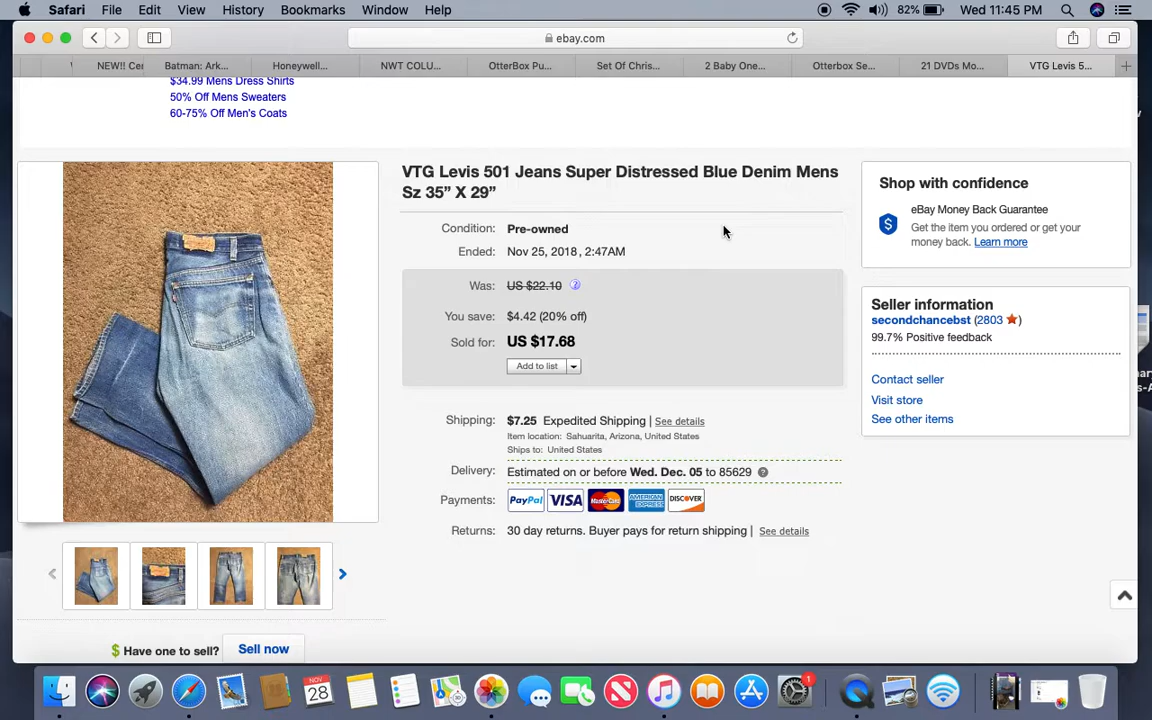 Safari File Edit View History Bookmarks Window Help 82% Wed 11:45 PM
ebay.com
NEW!! Cer Batman: Ark... Honeywell... NWT COLU... OtterBox Pu... Set Of Chris... 2 Baby One... Otterbox Se... 21 DVDs Mo... VTG Levis 5...
$34.99 Mens Dress Shirts
50% Off Mens Sweaters
60-75% Off Men's Coats
VTG Levis 501 Jeans Super Distressed Blue Denim Mens
Sz 35” X 29”
Condition: Pre-owned
Ended: Nov 25, 2018 , 2:47AM
Was: US $22.10
You save: $4.42 (20% off)
Sold for: US $17.68
Add to list
Shipping: $7.25 Expedited Shipping | See details
Item location: Sahuarita, Arizona, United States
Ships to: United States
Delivery: Estimated on or before Wed. Dec. 05 to 85629
Payments: PayPal VISA MasterCard AMERICAN EXPRESS DISCOVER
Returns: 30 day returns. Buyer pays for return shipping | See details
Shop with confidence
eBay Money Back Guarantee
Get the item you ordered or get your
money back. Learn more
Seller information
secondchancebst (2803 )
99.7% Positive feedback
Contact seller
Visit store
See other items
$ Have one to sell? Sell now
NOV
28
1